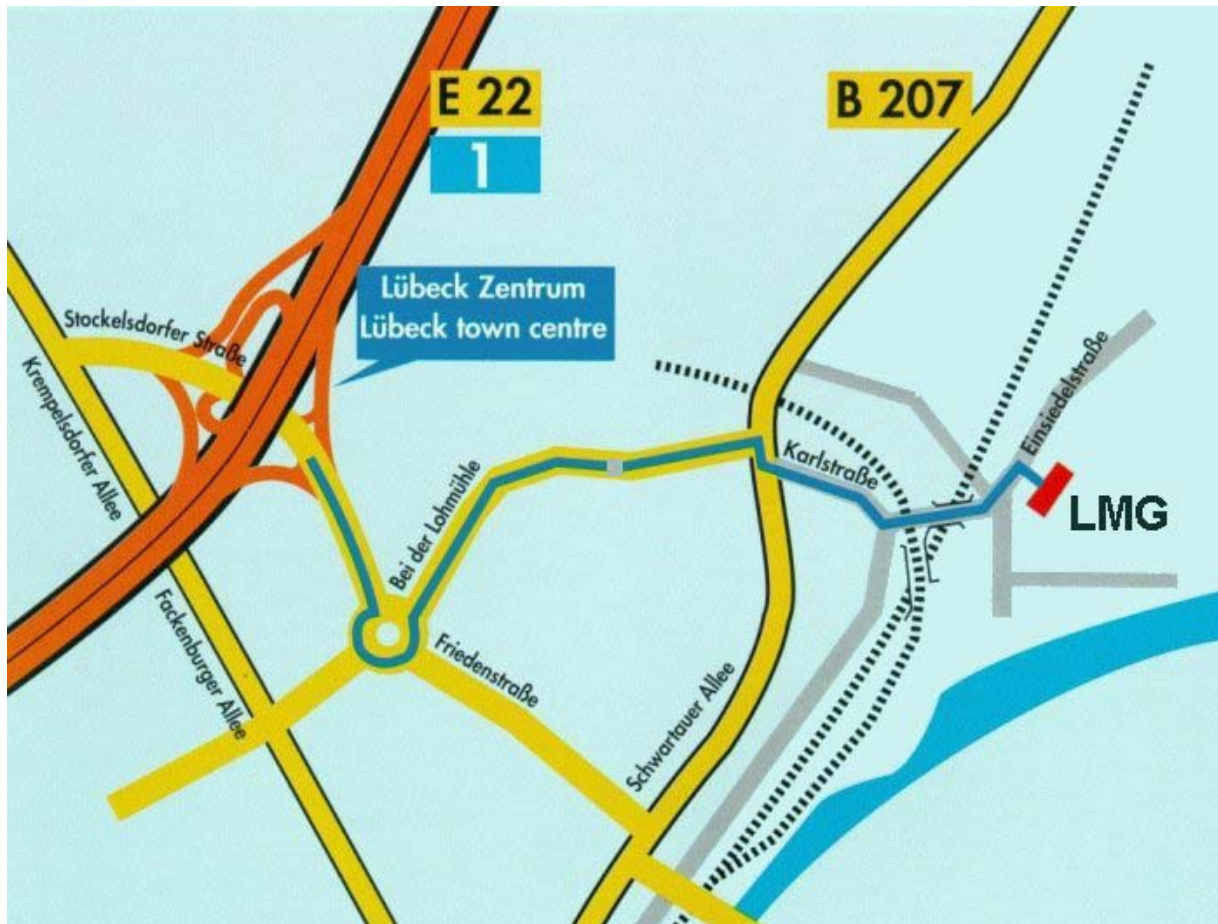 E 22
1
B 207
Lübeck Zentrum
Lübeck town centre
Stockelsdorfer Straße
Krempelsdorfer Allee
Fackenburger Allee
Bei der Lohmühle
Friedenstraße
Schwartauer Allee
Karlstraße
Einsiedelstraße
LMG